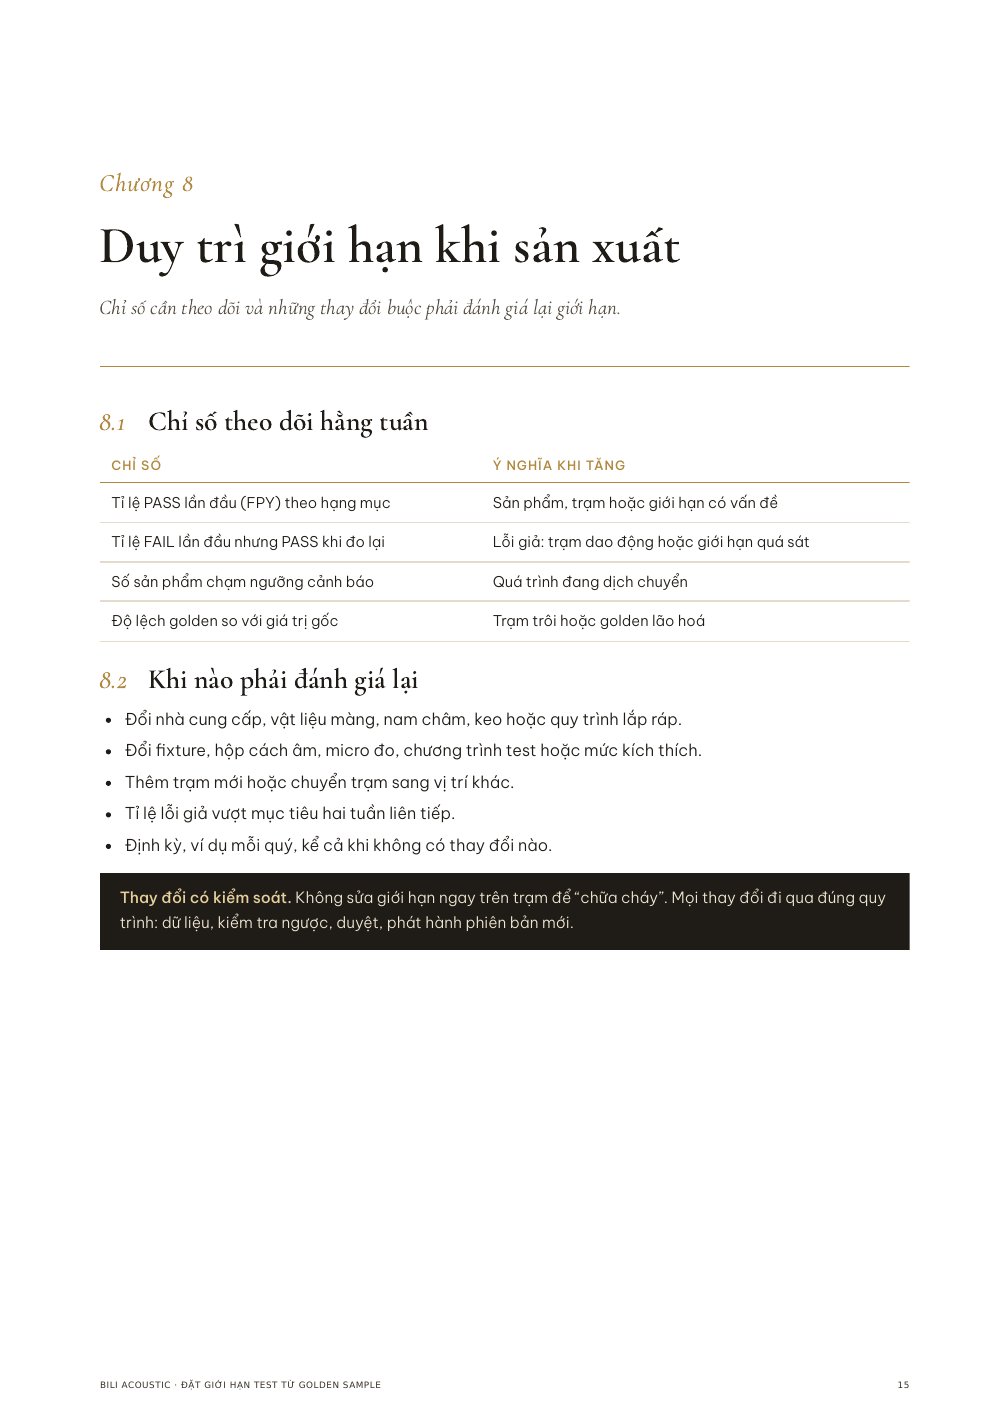 Chương 8
Duy trì giới hạn khi sản xuất
Chỉ số cần theo dõi và những thay đổi buộc phải đánh giá lại giới hạn.
8.1 Chỉ số theo dõi hằng tuần
CHỈ SỐ Ý NGHĨA KHI TĂNG
Tỉ lệ PASS lần đầu (FPY) theo hạng mục Sản phẩm, trạm hoặc giới hạn có vấn đề
Tỉ lệ FAIL lần đầu nhưng PASS khi đo lại Lỗi giả: trạm dao động hoặc giới hạn quá sát
Số sản phẩm chạm ngưỡng cảnh báo Quá trình đang dịch chuyển
Độ lệch golden so với giá trị gốc Trạm trôi hoặc golden lão hoá
8.2 Khi nào phải đánh giá lại
• Đổi nhà cung cấp, vật liệu màng, nam châm, keo hoặc quy trình lắp ráp.
• Đổi fixture, hộp cách âm, micro đo, chương trình test hoặc mức kích thích.
• Thêm trạm mới hoặc chuyển trạm sang vị trí khác.
• Tỉ lệ lỗi giả vượt mục tiêu hai tuần liên tiếp.
• Định kỳ, ví dụ mỗi quý, kể cả khi không có thay đổi nào.
Thay đổi có kiểm soát. Không sửa giới hạn ngay trên trạm để “chữa cháy”. Mọi thay đổi đi qua đúng quy
trình: dữ liệu, kiểm tra ngược, duyệt, phát hành phiên bản mới.
BILI ACOUSTIC · ĐẶT GIỚI HẠN TEST TỪ GOLDEN SAMPLE 15